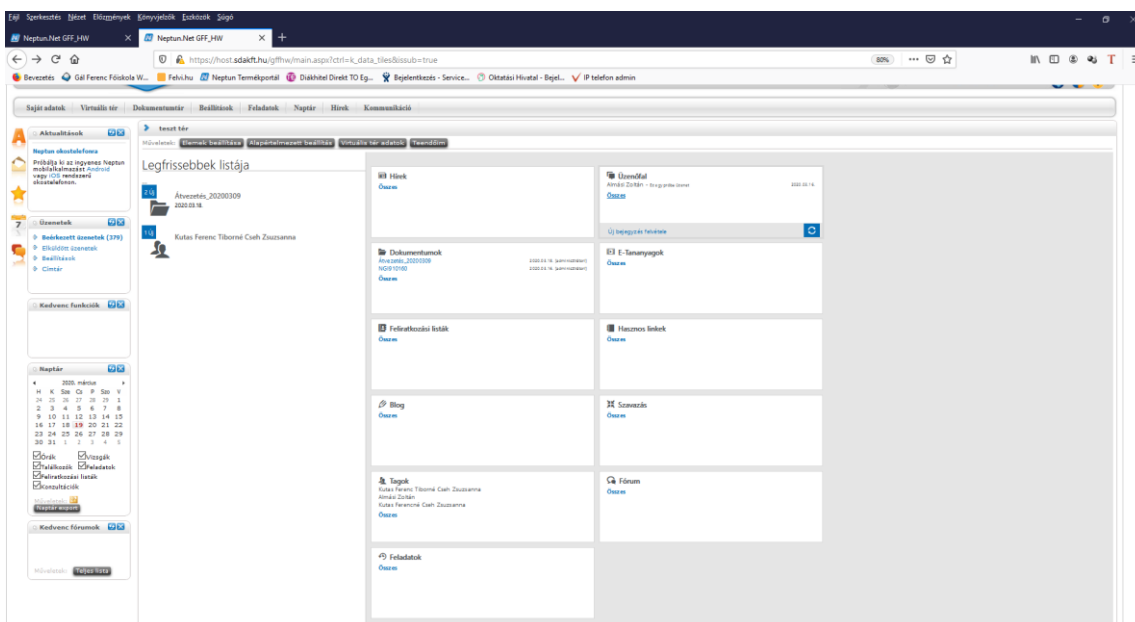 Fájl Szerkesztés Nézet Előzmények Könyvjelzők Eszközök Súgó
Neptun.Net GFF_HW
Neptun.Net GFF_HW
https://host.sdakft.hu/gffhw/main.aspx?ctrl=k_data_tiles&issub=true
80%
Bevezetés Gál Ferenc Főiskola W... Felvi.hu Neptun Termékportál Diákhitel Direkt TO Eg... Bejelentkezés - Service... Oktatási Hivatal - Bejel... IP telefon admin
Saját adatok Virtuális tér Dokumentumtár Beállítások Feladatok Naptár Hírek Kommunikáció
Aktualitások
Neptun okostelefonra
Próbálja ki az ingyenes Neptun
mobilalkalmazást Android
vagy iOS rendszerű
okostelefonon.
Üzenetek
Beérkezett üzenetek (379)
Elküldött üzenetek
Beállítások
Címtár
Kedvenc funkciók
Naptár
2020. március
H K Sze Cs P Szo V
24 25 26 27 28 29 1
2 3 4 5 6 7 8
9 10 11 12 13 14 15
16 17 18 19 20 21 22
23 24 25 26 27 28 29
30 31 1 2 3 4 5
Órák Vizsgák
Találkozók Feladatok
Feliratkozási listák
Konzultációk
Műveletek:
Naptár export
Kedvenc fórumok
Műveletek: Teljes lista
teszt tér
Műveletek: Elemek beállítása Alapértelmezett beállítás Virtuális tér adatok Teendőim
Legfrissebbek listája
2 új
Átvezetés_20200309
2020.03.18.
1 új
Kutas Ferenc Tiborné Cseh Zsuzsanna
Hírek
Összes
Üzenőfal
Almási Zoltán - Ez egy próba üzenet 2020.03.16.
Összes
Új bejegyzés felvétele
Dokumentumok
Átvezetés_20200309
NGIB10160
Összes
E-Tananyagok
Összes
Feliratkozási listák
Összes
Hasznos linkek
Összes
Blog
Összes
Szavazás
Összes
Tagok
Kutas Ferenc Tiborné Cseh Zsuzsanna
Almási Zoltán
Kutas Ferencné Cseh Zsuzsanna
Összes
Fórum
Összes
Feladatok
Összes